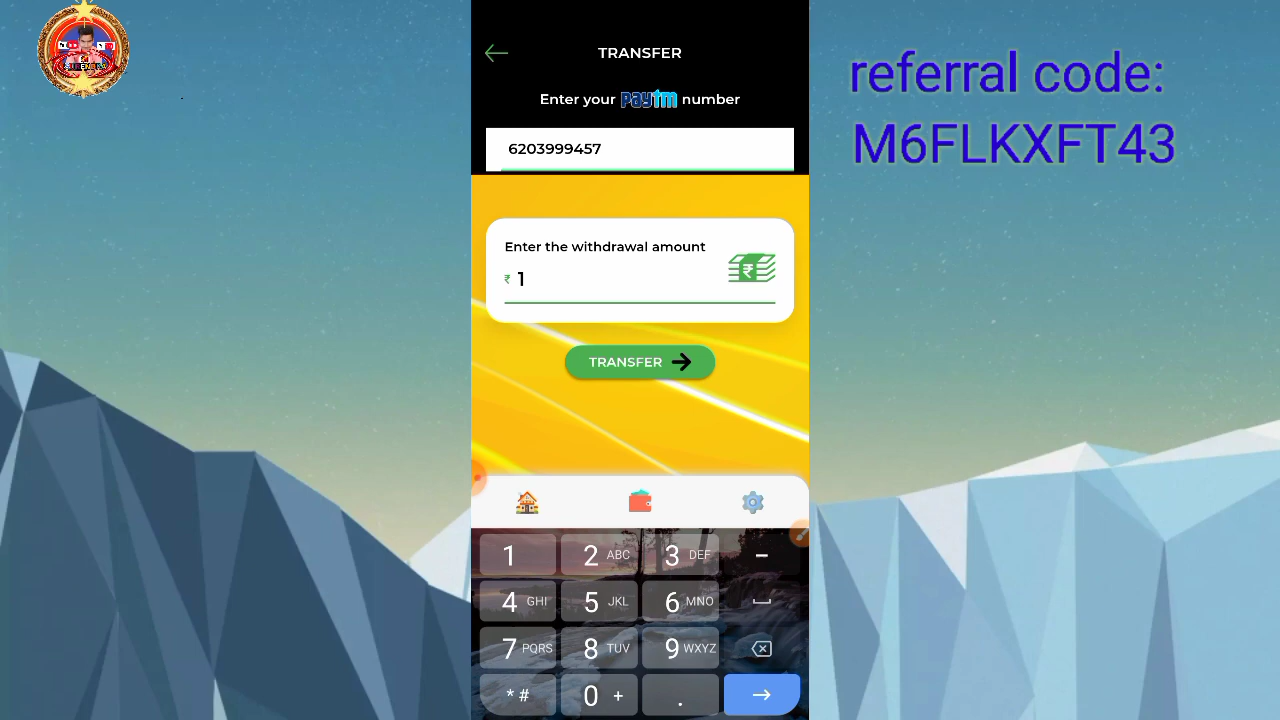 TRANSFER
Enter your paytm number
6203999457
Enter the withdrawal amount
₹ 1
₹
TRANSFER
1
2 ABC
3 DEF
-
4 GHI
5 JKL
6 MNO
7 PQRS
8 TUV
9 WXYZ
* #
0 +
.
referral code:
M6FLKXFT43